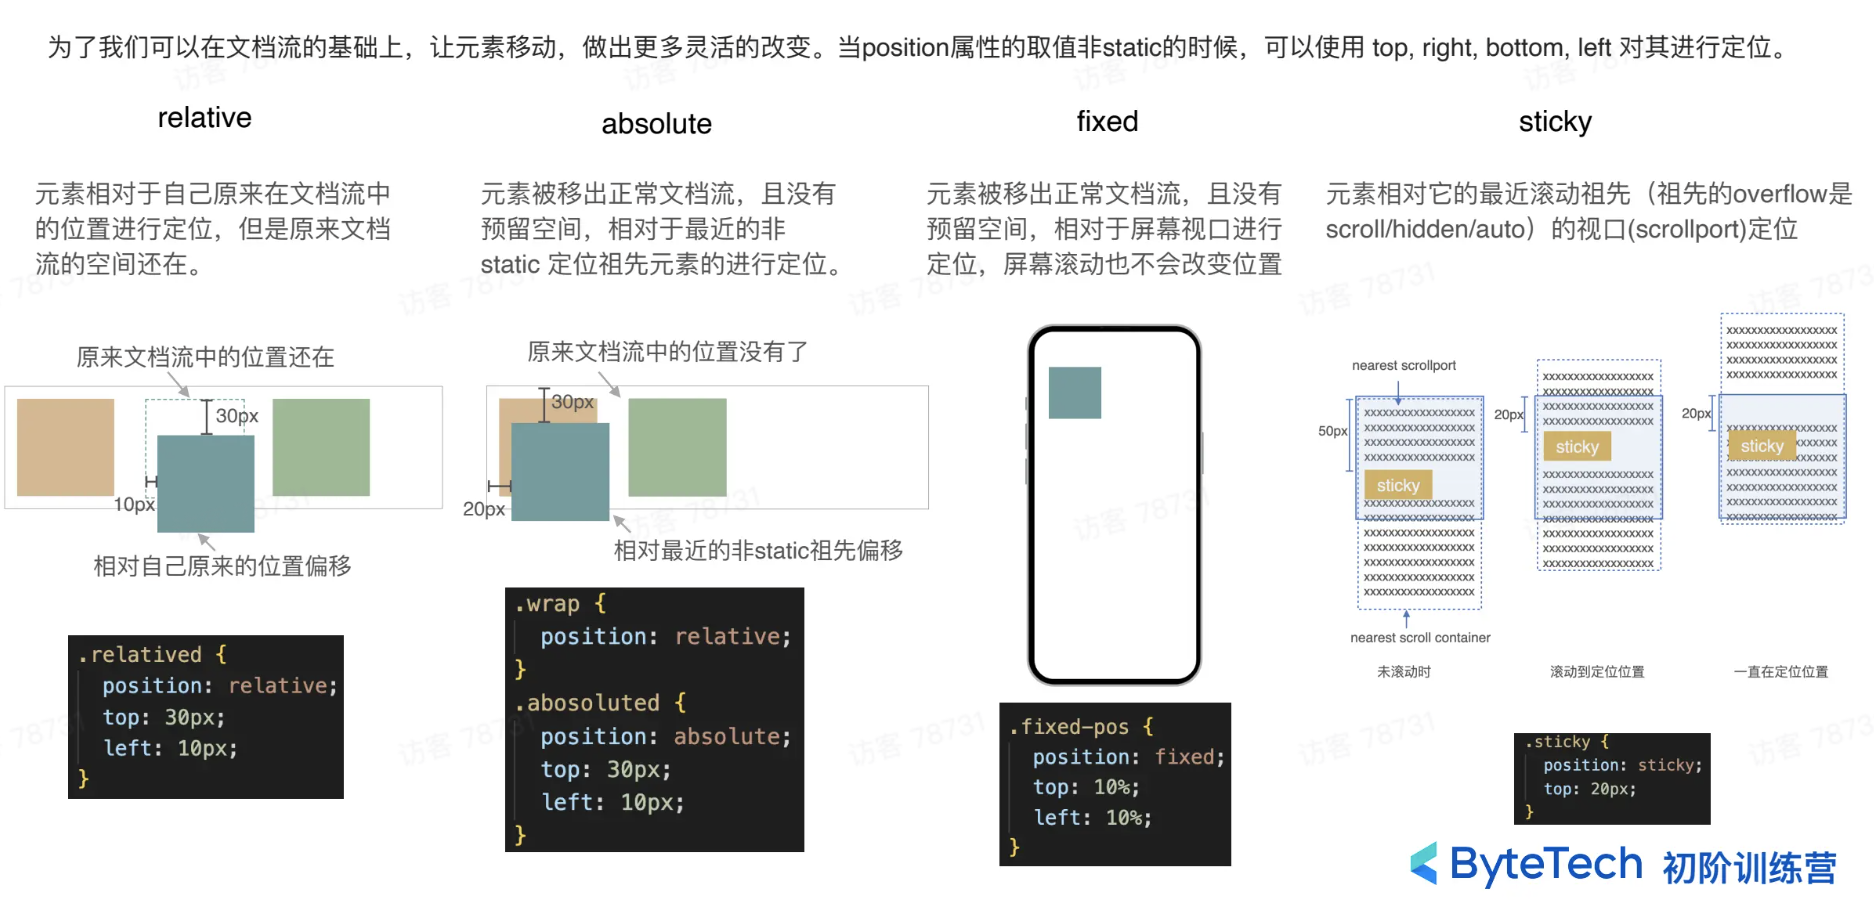 为了我们可以在文档流的基础上，让元素移动，做出更多灵活的改变。当position属性的取值非static的时候，可以使用 top, right, bottom, left 对其进行定位。
relative
元素相对于自己原来在文档流中
的位置进行定位，但是原来文档
流的空间还在。
原来文档流中的位置还在
30px
10px
相对自己原来的位置偏移
.relatived {
position: relative;
top: 30px;
left: 10px;
}
absolute
元素被移出正常文档流，且没有
预留空间，相对于最近的非
static 定位祖先元素的进行定位。
原来文档流中的位置没有了
30px
20px
相对最近的非static祖先偏移
.wrap {
position: relative;
}
.abosoluted {
position: absolute;
top: 30px;
left: 10px;
}
fixed
元素被移出正常文档流，且没有
预留空间，相对于屏幕视口进行
定位，屏幕滚动也不会改变位置
.fixed-pos {
position: fixed;
top: 10%;
left: 10%;
}
sticky
元素相对它的最近滚动祖先（祖先的overflow是
scroll/hidden/auto）的视口(scrollport)定位
nearest scrollport
50px
sticky
nearest scroll container
未滚动时
20px
sticky
滚动到定位位置
20px
sticky
一直在定位位置
.sticky {
position: sticky;
top: 20px;
}
ByteTech 初阶训练营
访客 78731